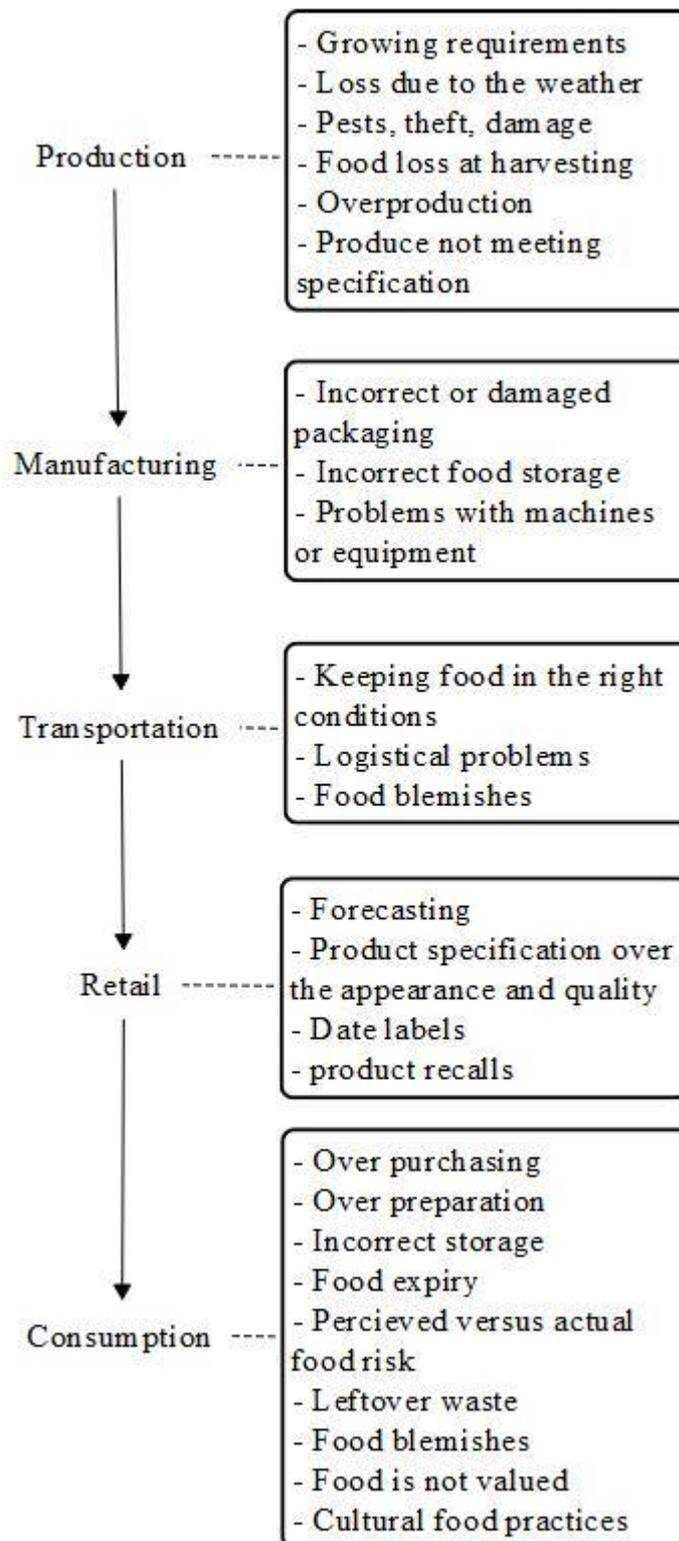 - Growing requirements
- Loss due to the weather
- Pests, theft, damage
Production
- Food loss at harvesting
- Overproduction
- Produce not meeting
specification
- Incorrect or damaged
packaging
Manufacturing
- Incorrect food storage
- Problems with machines
or equipment
- Keeping food in the right
conditions
Transportation
- Logistical problems
- Food blemishes
- Forecasting
- Product specification over
the appearance and quality
Retail
- Date labels
- product recalls
- Over purchasing
- Over preparation
- Incorrect storage
- Food expiry
- Percieved versus actual
food risk
Consumption
- Leftover waste
- Food blemishes
- Food is not valued
- Cultural food practices